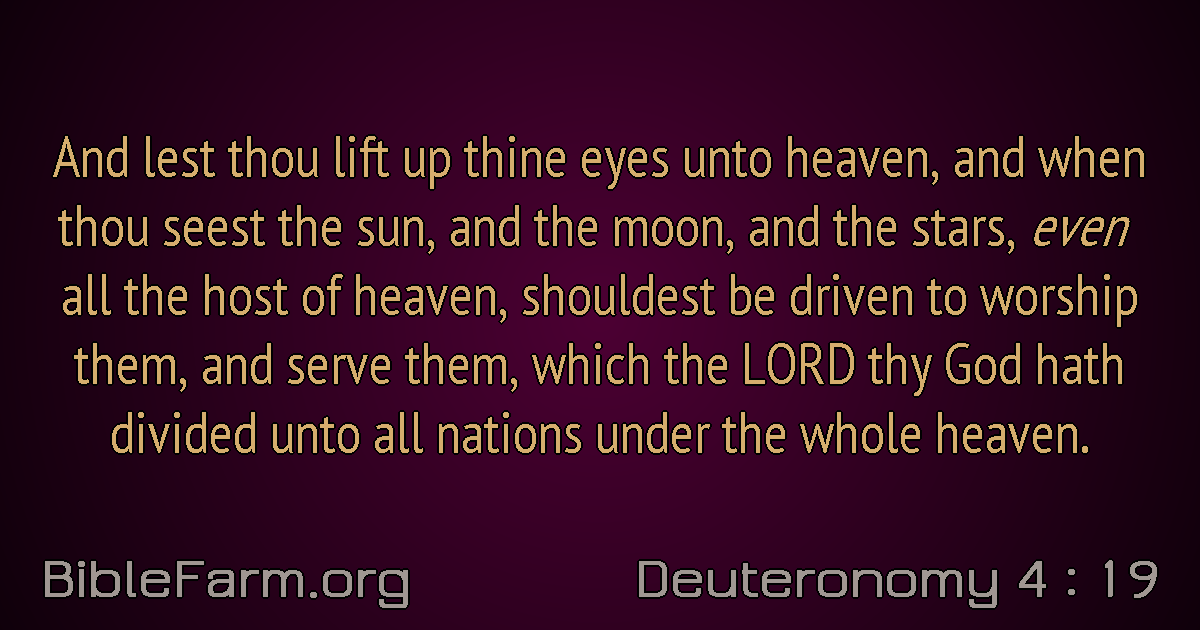 And lest thou lift up thine eyes unto heaven, and when
thou seest the sun, and the moon, and the stars, even
all the host of heaven, shouldest be driven to worship
them, and serve them, which the LORD thy God hath
divided unto all nations under the whole heaven.
BibleFarm.org
Deuteronomy 4 : 19